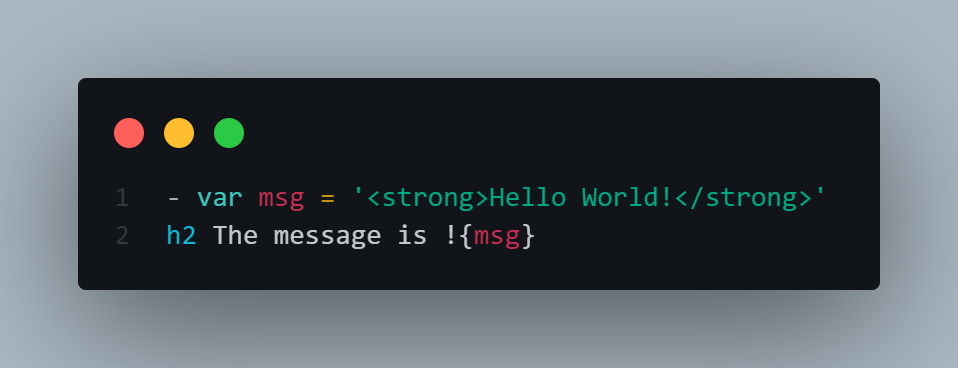 1 - var msg = '<strong>Hello World!</strong>'
2 h2 The message is !{msg}